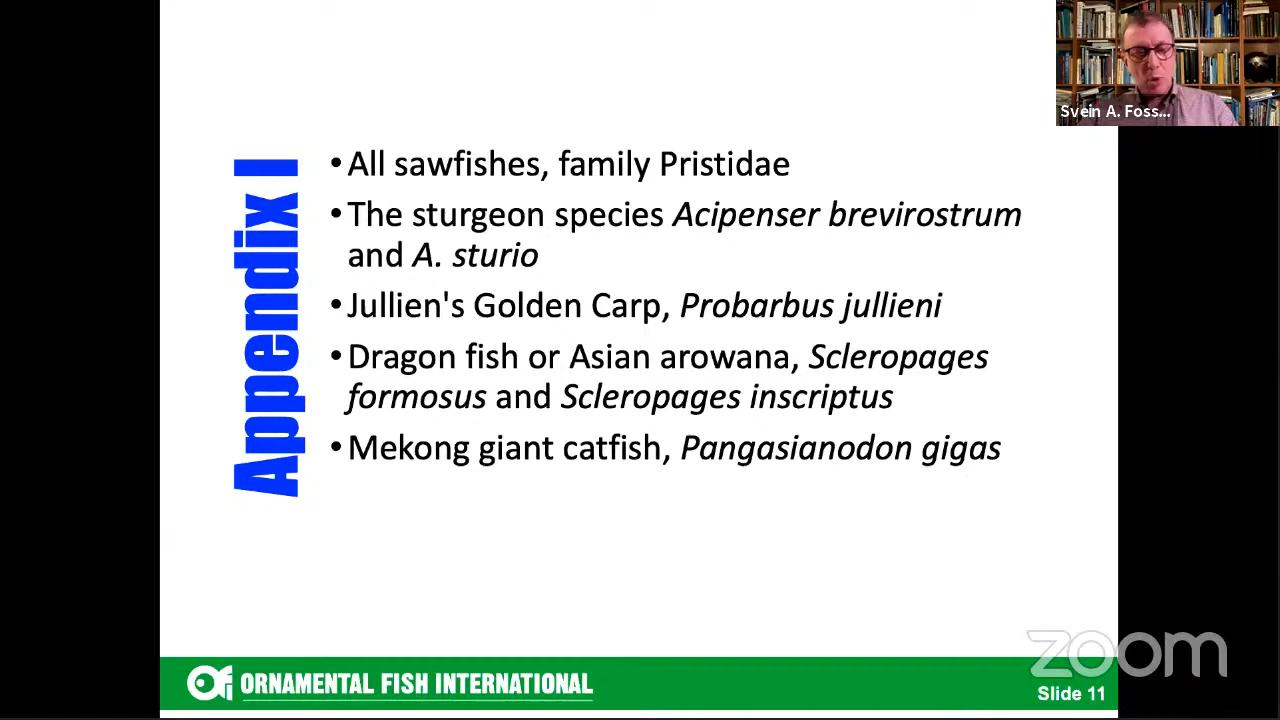 Appendix I
•All sawfishes, family Pristidae
•The sturgeon species Acipenser brevirostrum
and A. sturio
•Jullien's Golden Carp, Probarbus jullieni
•Dragon fish or Asian arowana, Scleropages
formosus and Scleropages inscriptus
•Mekong giant catfish, Pangasianodon gigas
Svein A. Foss...
zoom
ORNAMENTAL FISH INTERNATIONAL
Slide 11